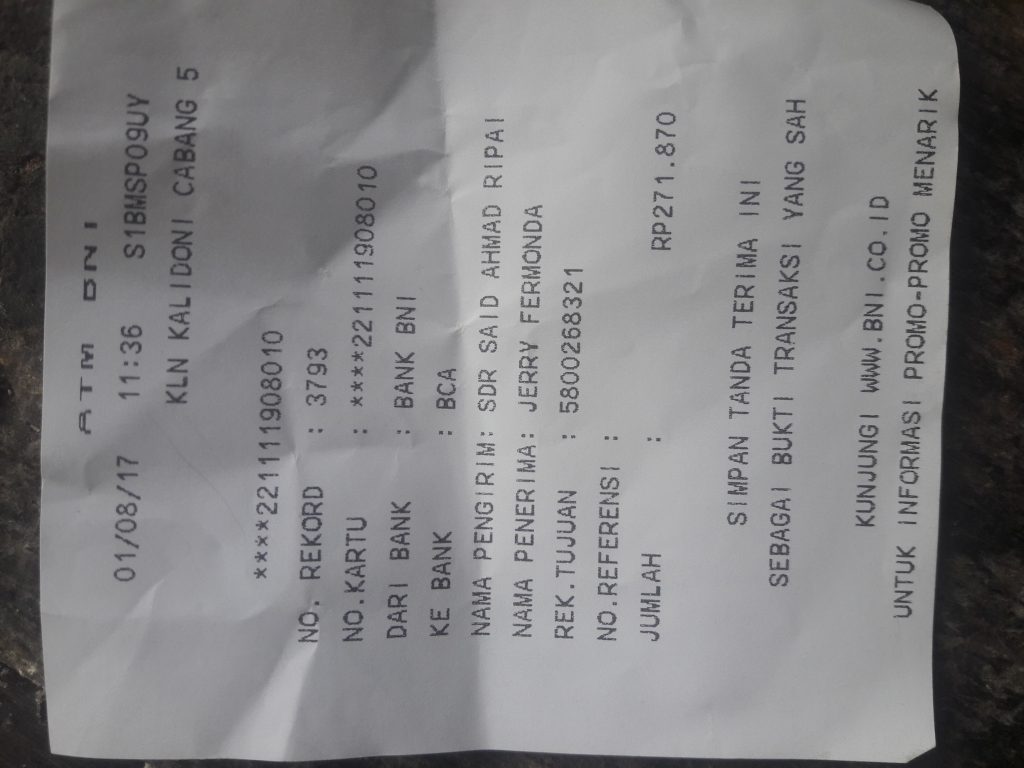 ATM BNI
01/08/17 11:36 S1BMSPO9UY
KLN KALIDONI CABANG 5
****221111908010
NO. REKORD : 3793
NO.KARTU : ****221111908010
DARI BANK : BANK BNI
KE BANK : BCA
NAMA PENGIRIM: SDR SAID AHMAD RIPAI
NAMA PENERIMA: JERRY FERMONDA
REK.TUJUAN : 5800268321
NO.REFERENSI :
JUMLAH : RP271.870
SIMPAN TANDA TERIMA INI
SEBAGAI BUKTI TRANSAKSI YANG SAH
KUNJUNGI WWW.BNI.CO.ID
UNTUK INFORMASI PROMO-PROMO MENARIK